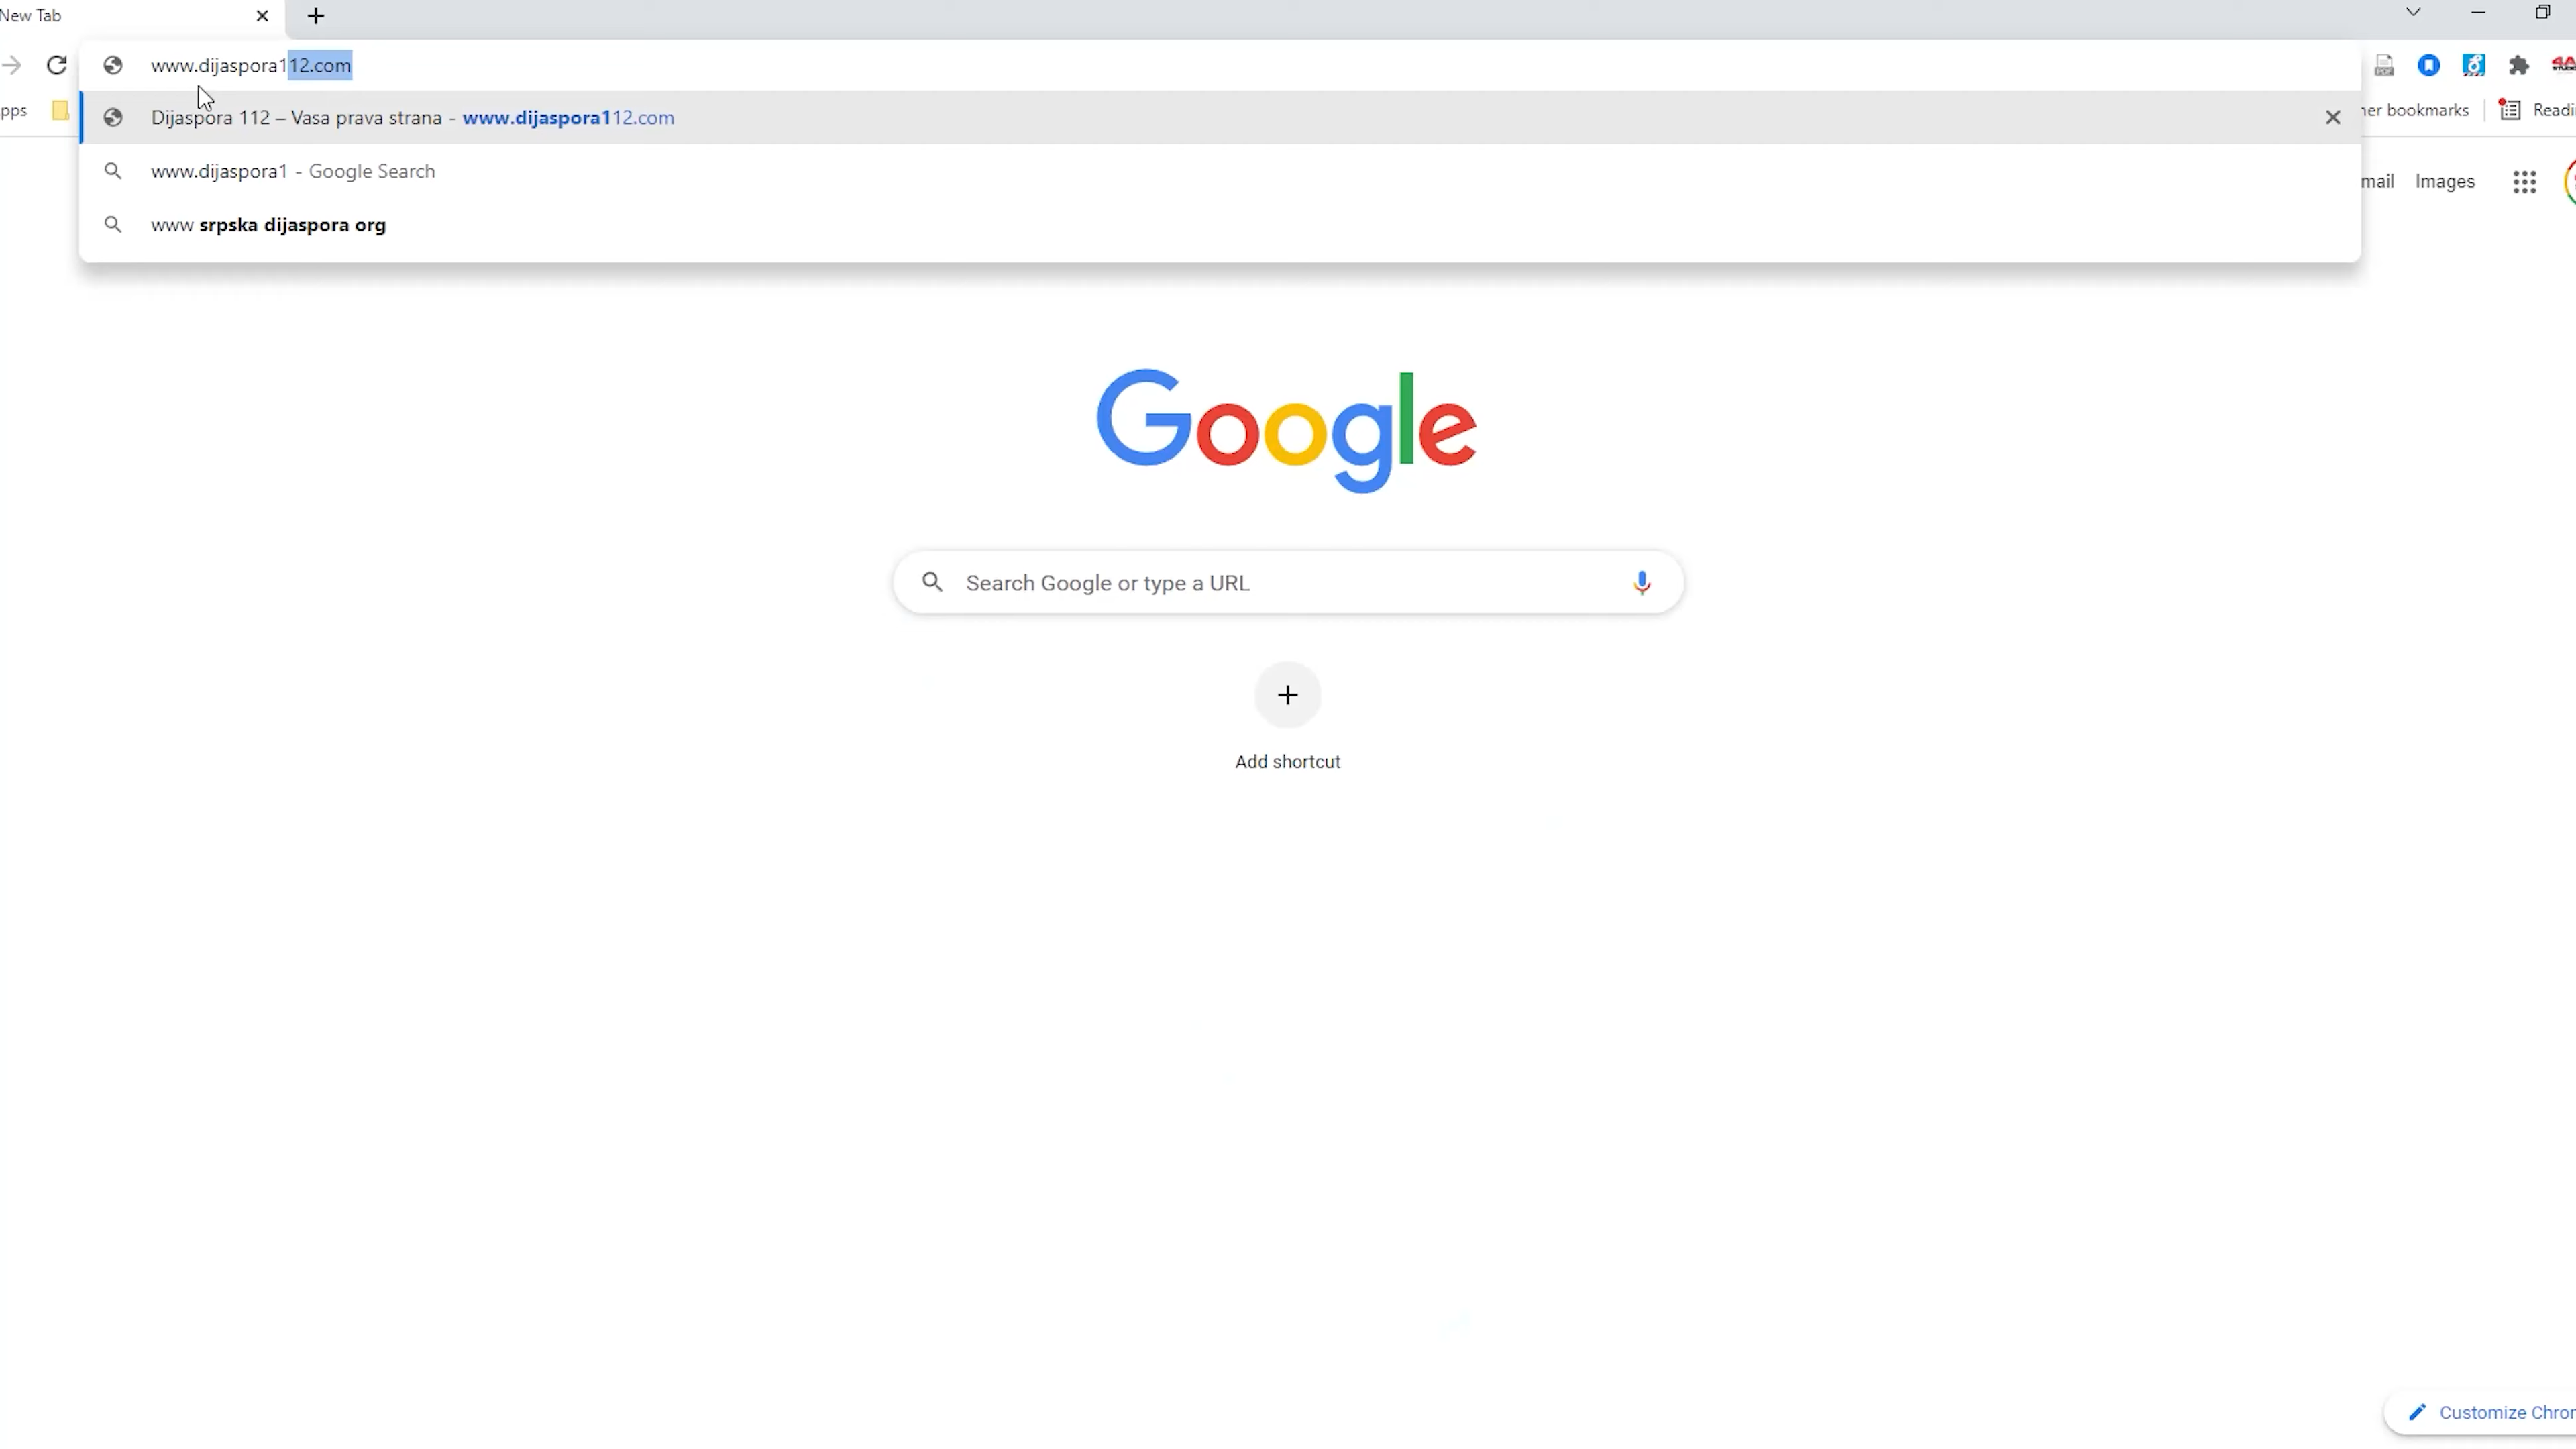 New Tab
www.dijaspora112.com
pps
Dijaspora 112 – Vasa prava strana - www.dijaspora112.com
her bookmarks
Readi
www.dijaspora1 - Google Search
mail
Images
www srpska dijaspora org
Google
Search Google or type a URL
Add shortcut
Customize Chror